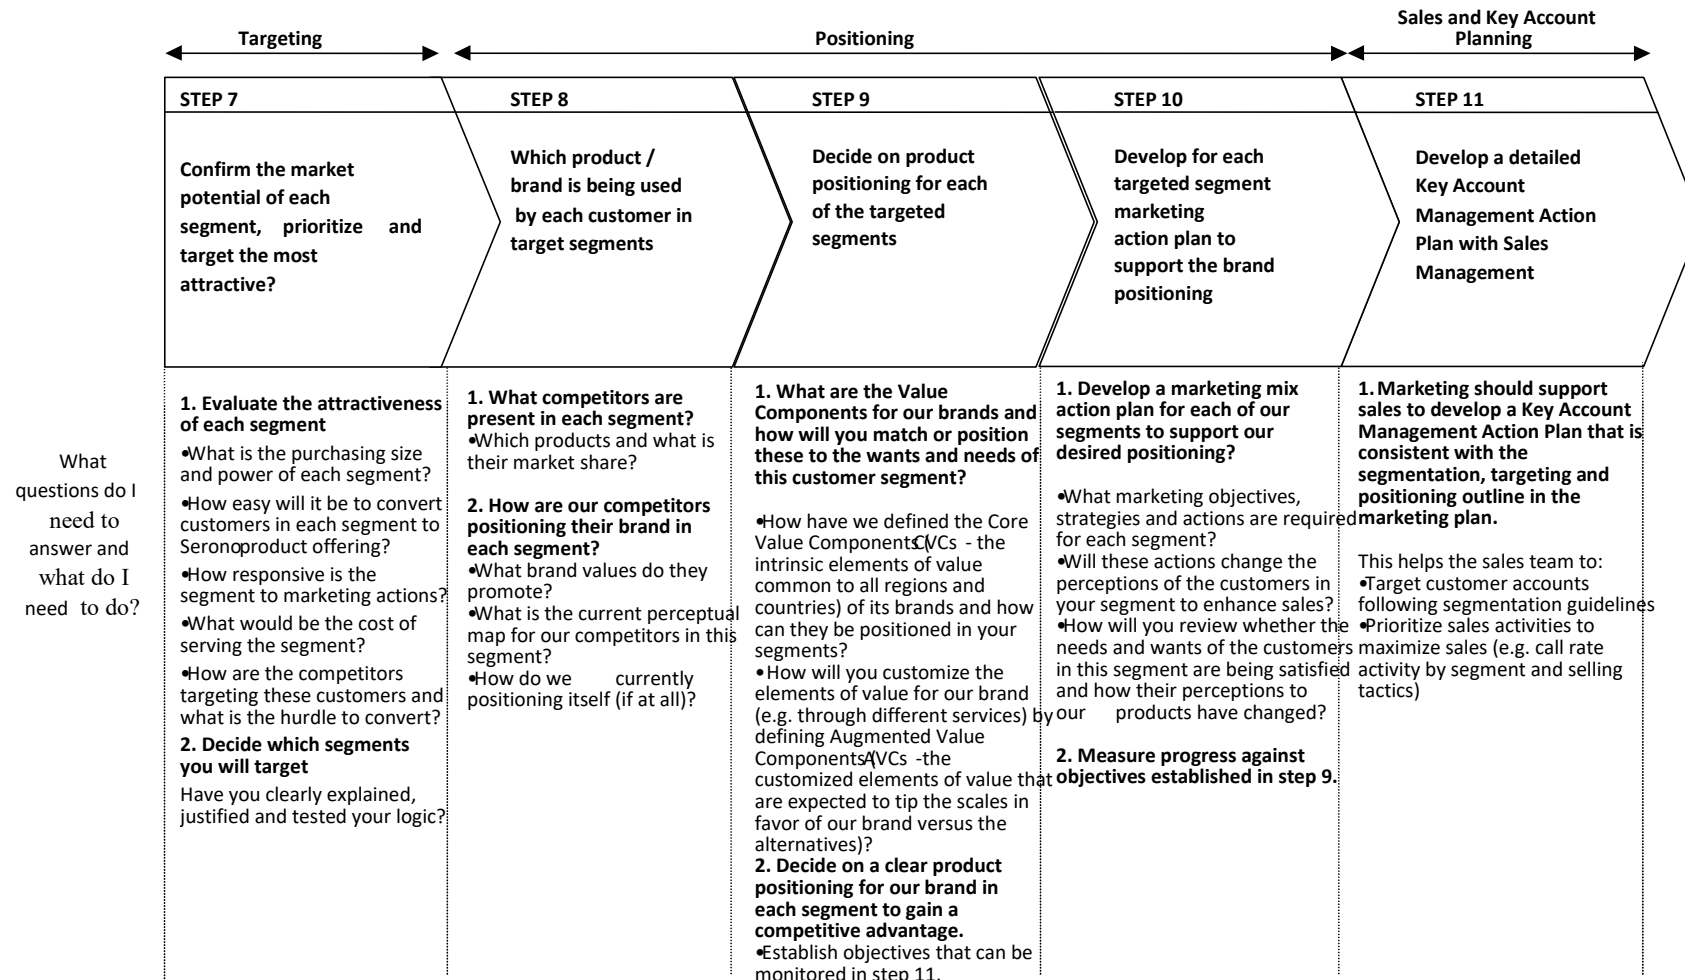 Sales and Key Account
Targeting
Positioning
Planning
STEP 7
Confirm the market
potential of each
segment, prioritize and
target the most
attractive?
STEP 8
Which product /
brand is being used
by each customer in
target segments
STEP 9
Decide on product
positioning for each
of the targeted
segments
STEP 10
Develop for each
targeted segment
marketing
action plan to
support the brand
positioning
STEP 11
Develop a detailed
Key Account
Management Action
Plan with Sales
Management
What
questions do I
need to
answer and
what do I
need to do?
1. Evaluate the attractiveness
of each segment
•What is the purchasing size
and power of each segment?
•How easy will it be to convert
customers in each segment to
Seronoproduct offering?
•How responsive is the
segment to marketing actions?
•What would be the cost of
serving the segment?
•How are the competitors
targeting these customers and
what is the hurdle to convert?
2. Decide which segments
you will target
Have you clearly explained,
justified and tested your logic?
1. What competitors are
present in each segment?
•Which products and what is
their market share?
2. How are our competitors
positioning their brand in
each segment?
•What brand values do they
promote?
•What is the current perceptual
map for our competitors in this
segment?
•How do we currently
positioning itself (if at all)?
1. What are the Value
Components for our brands and
how will you match or position
these to the wants and needs of
this customer segment?
•How have we defined the Core
Value Components (CVCs - the
intrinsic elements of value
common to all regions and
countries) of its brands and how
can they be positioned in your
segments?
• How will you customize the
elements of value for our brand
(e.g. through different services) by
defining Augmented Value
Components (AVCs -the
customized elements of value that
are expected to tip the scales in
favor of our brand versus the
alternatives)?
2. Decide on a clear product
positioning for our brand in
each segment to gain a
competitive advantage.
•Establish objectives that can be
monitored in step 11.
1. Develop a marketing mix
action plan for each of our
segments to support our
desired positioning?
•What marketing objectives,
strategies and actions are required
for each segment?
•Will these actions change the
perceptions of the customers in
your segment to enhance sales?
•How will you review whether the
needs and wants of the customers
in this segment are being satisfied
and how their perceptions to
our products have changed?
2. Measure progress against
objectives established in step 9.
1. Marketing should support
sales to develop a Key Account
Management Action Plan that is
consistent with the
segmentation, targeting and
positioning outline in the
marketing plan.
This helps the sales team to:
•Target customer accounts
following segmentation guidelines
•Prioritize sales activities to
maximize sales (e.g. call rate
activity by segment and selling
tactics)